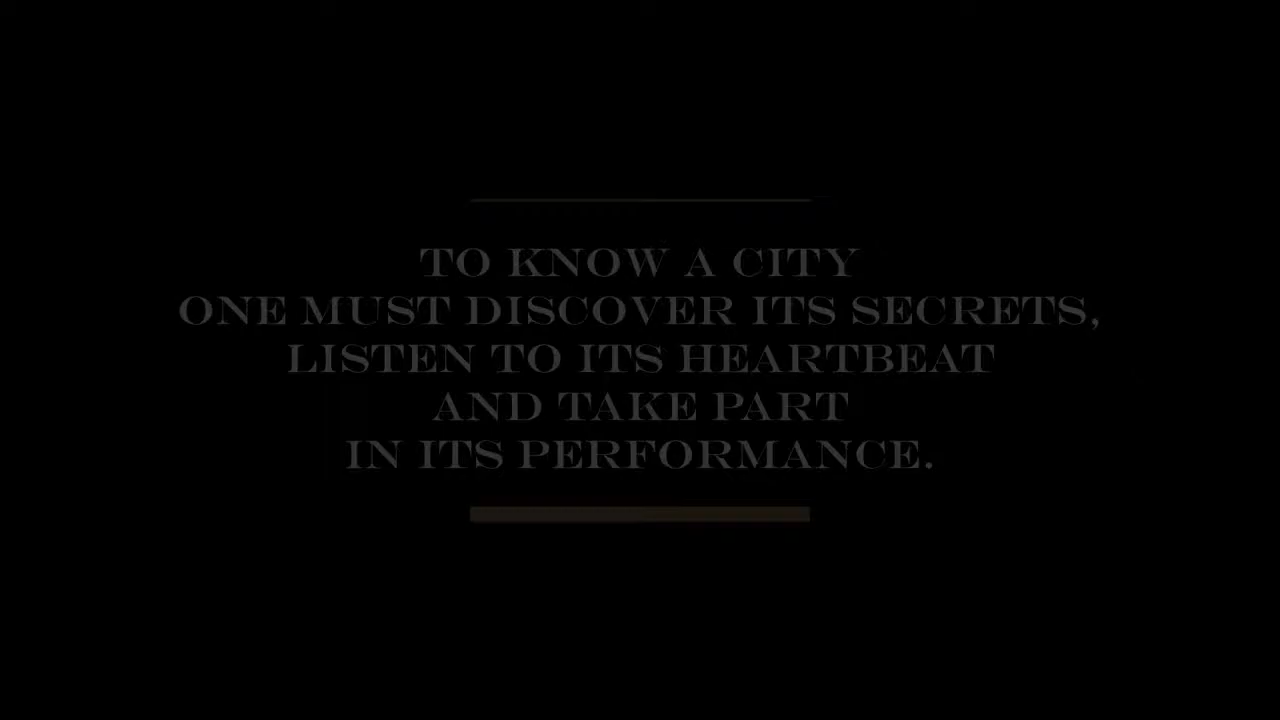 TO KNOW A CITY
ONE MUST DISCOVER ITS SECRETS,
LISTEN TO ITS HEARTBEAT
AND TAKE PART
IN ITS PERFORMANCE.